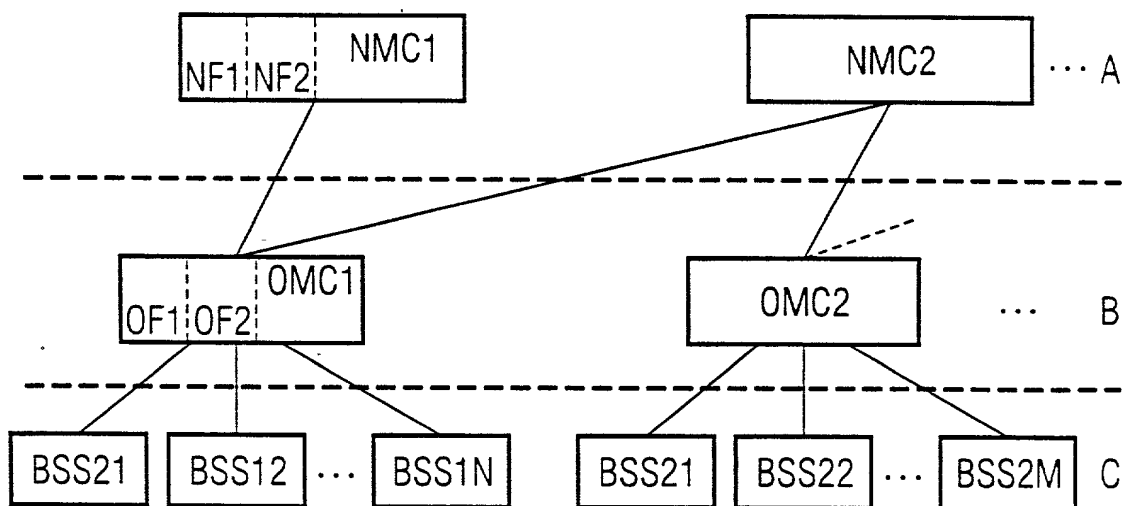 NMC1
NF1 NF2
NMC2
... A
OMC1
OF1 OF2
OMC2
... B
BSS21 BSS12 ... BSS1N BSS21 BSS22 ... BSS2M C